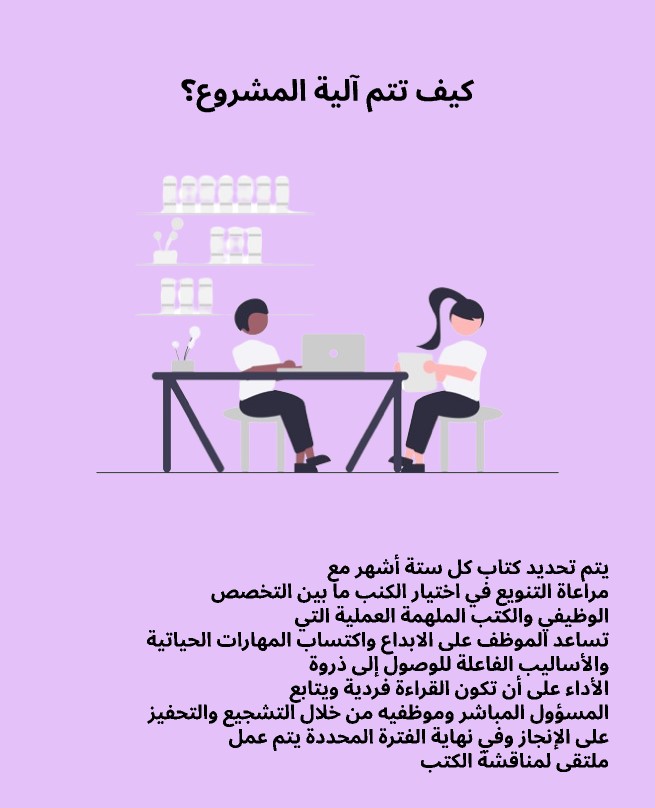 كيف تتم آلية المشروع؟
يتم تحديد كتاب كل ستة أشهر مع
مراعاة التنويع في اختيار الكتب ما بين التخصص
الوظيفي والكتب الملهمة العملية التي
تساعد الموظف على الابداع واكتساب المهارات الحياتية
والأساليب الفاعلة للوصول إلى ذروة
الأداء على أن تكون القراءة فردية ويتابع
المسؤول المباشر وموظفيه من خلال التشجيع والتحفيز
على الإنجاز وفي نهاية الفترة المحددة يتم عمل
ملتقى لمناقشة الكتب